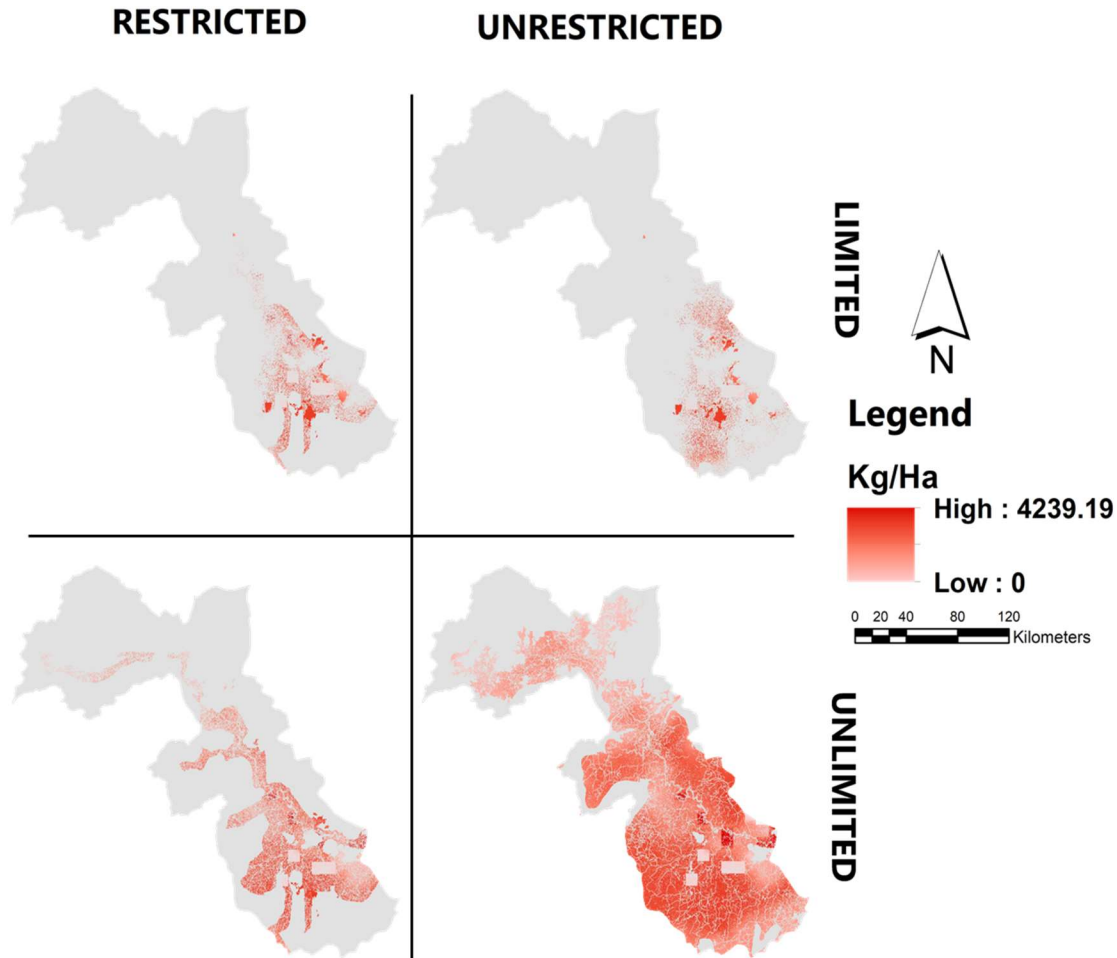 RESTRICTED
UNRESTRICTED
LIMITED
N
Legend
Kg/Ha
High : 4239.19
Low : 0
0 20 40 80 120
Kilometers
UNLIMITED